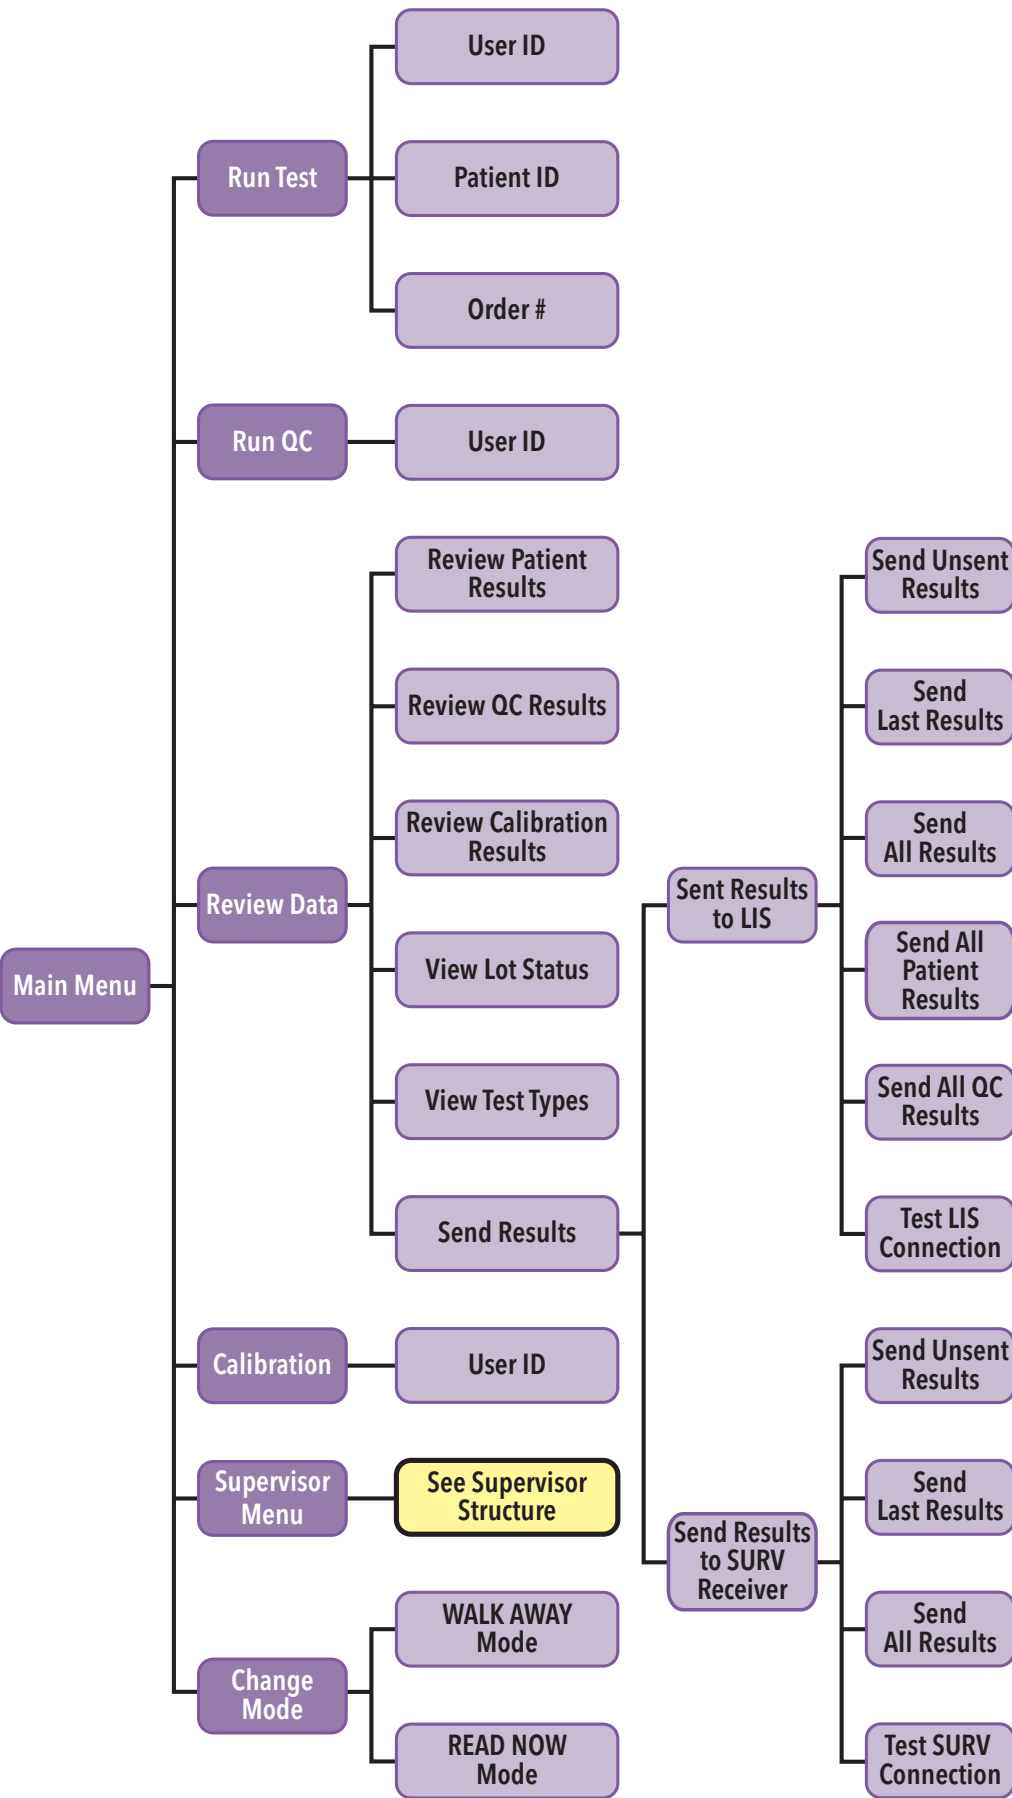 Main Menu
Run Test
User ID
Patient ID
Order #
Run QC
User ID
Review Data
Review Patient
Results
Review QC Results
Review Calibration
Results
View Lot Status
View Test Types
Send Results
Sent Results
to LIS
Send Unsent
Results
Send
Last Results
Send
All Results
Send All
Patient
Results
Send All QC
Results
Test LIS
Connection
Send Results
to SURV
Receiver
Send Unsent
Results
Send
Last Results
Send
All Results
Test SURV
Connection
Calibration
User ID
Supervisor
Menu
See Supervisor
Structure
Change
Mode
WALK AWAY
Mode
READ NOW
Mode